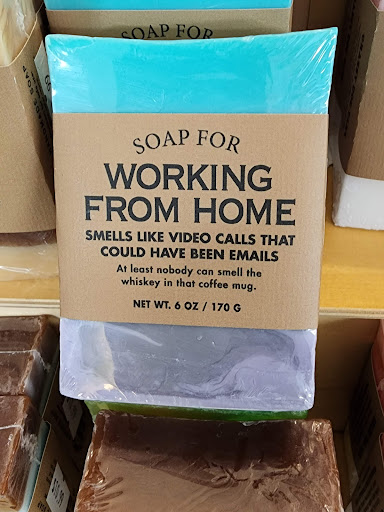 SOAP FOR
SOAP FOR
WORKING
FROM HOME
SMELLS LIKE VIDEO CALLS THAT
COULD HAVE BEEN EMAILS
At least nobody can smell the
whiskey in that coffee mug.
NET WT. 6 OZ / 170 G